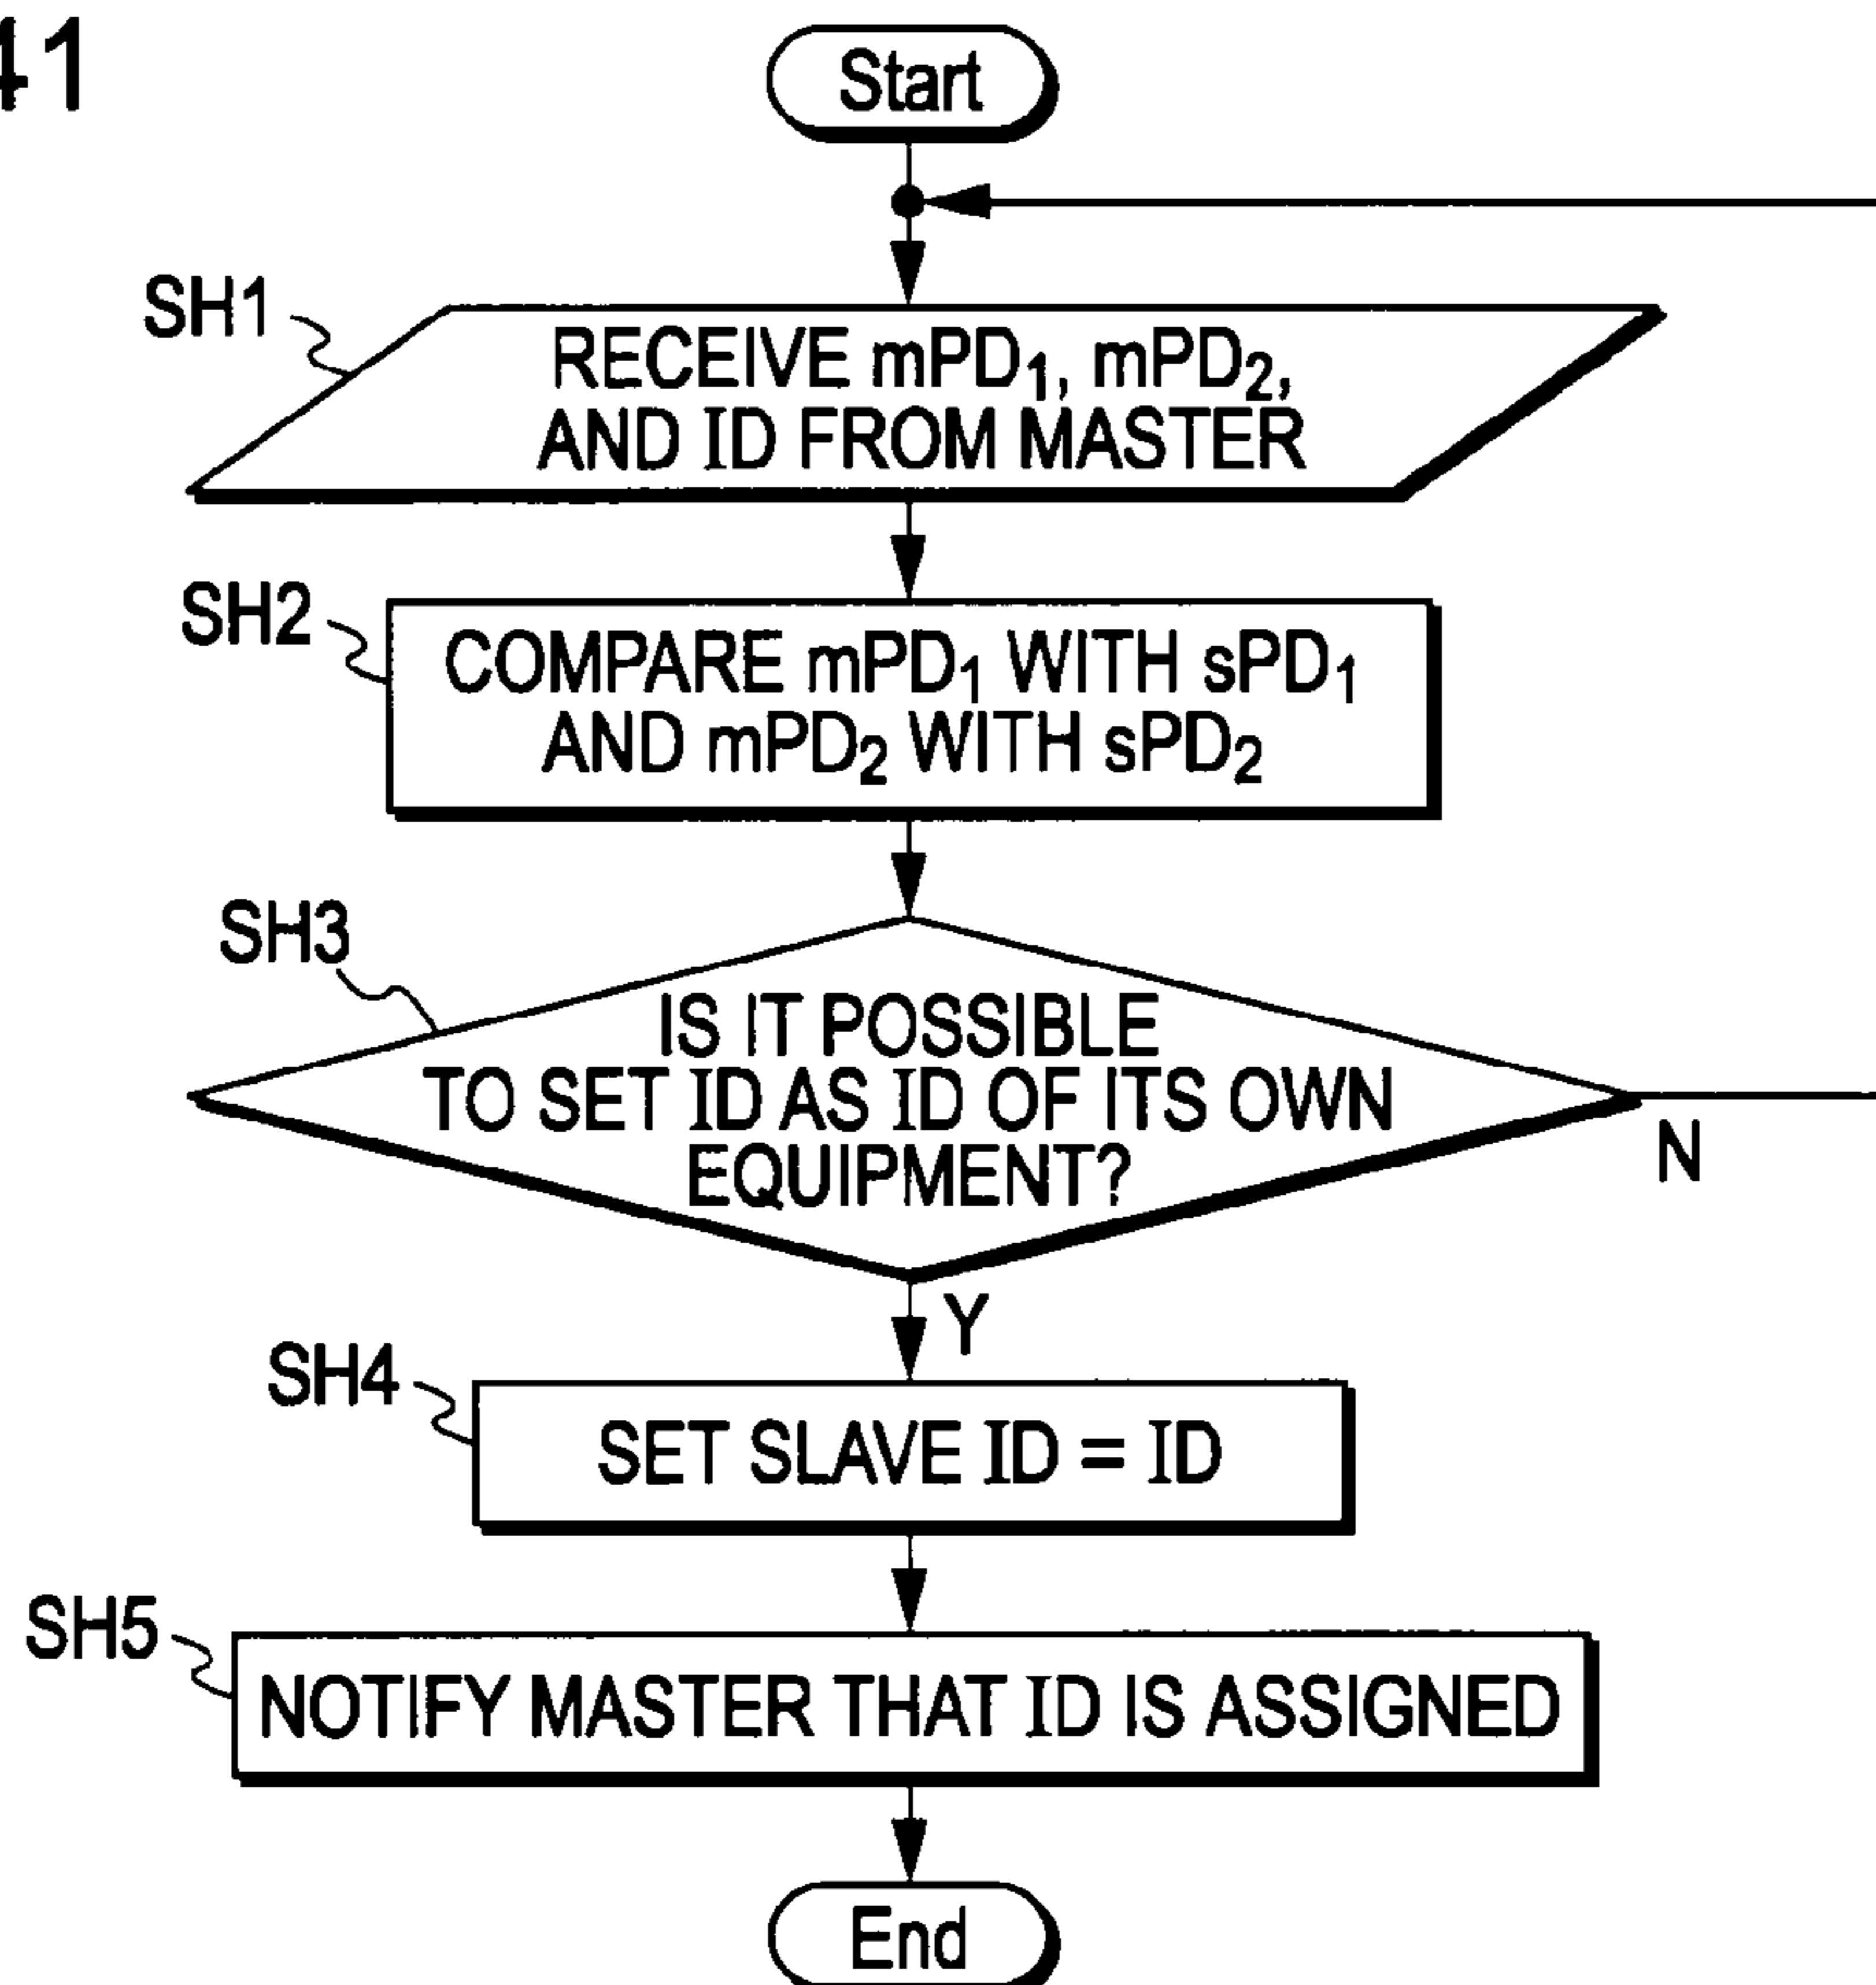 41
Start
SH1
RECEIVE mPD₁, mPD₂,
AND ID FROM MASTER
SH2
COMPARE mPD₁ WITH sPD₁
AND mPD₂ WITH sPD₂
SH3
IS IT POSSIBLE
TO SET ID AS ID OF ITS OWN
EQUIPMENT?
N
Y
SH4
SET SLAVE ID = ID
SH5
NOTIFY MASTER THAT ID IS ASSIGNED
End